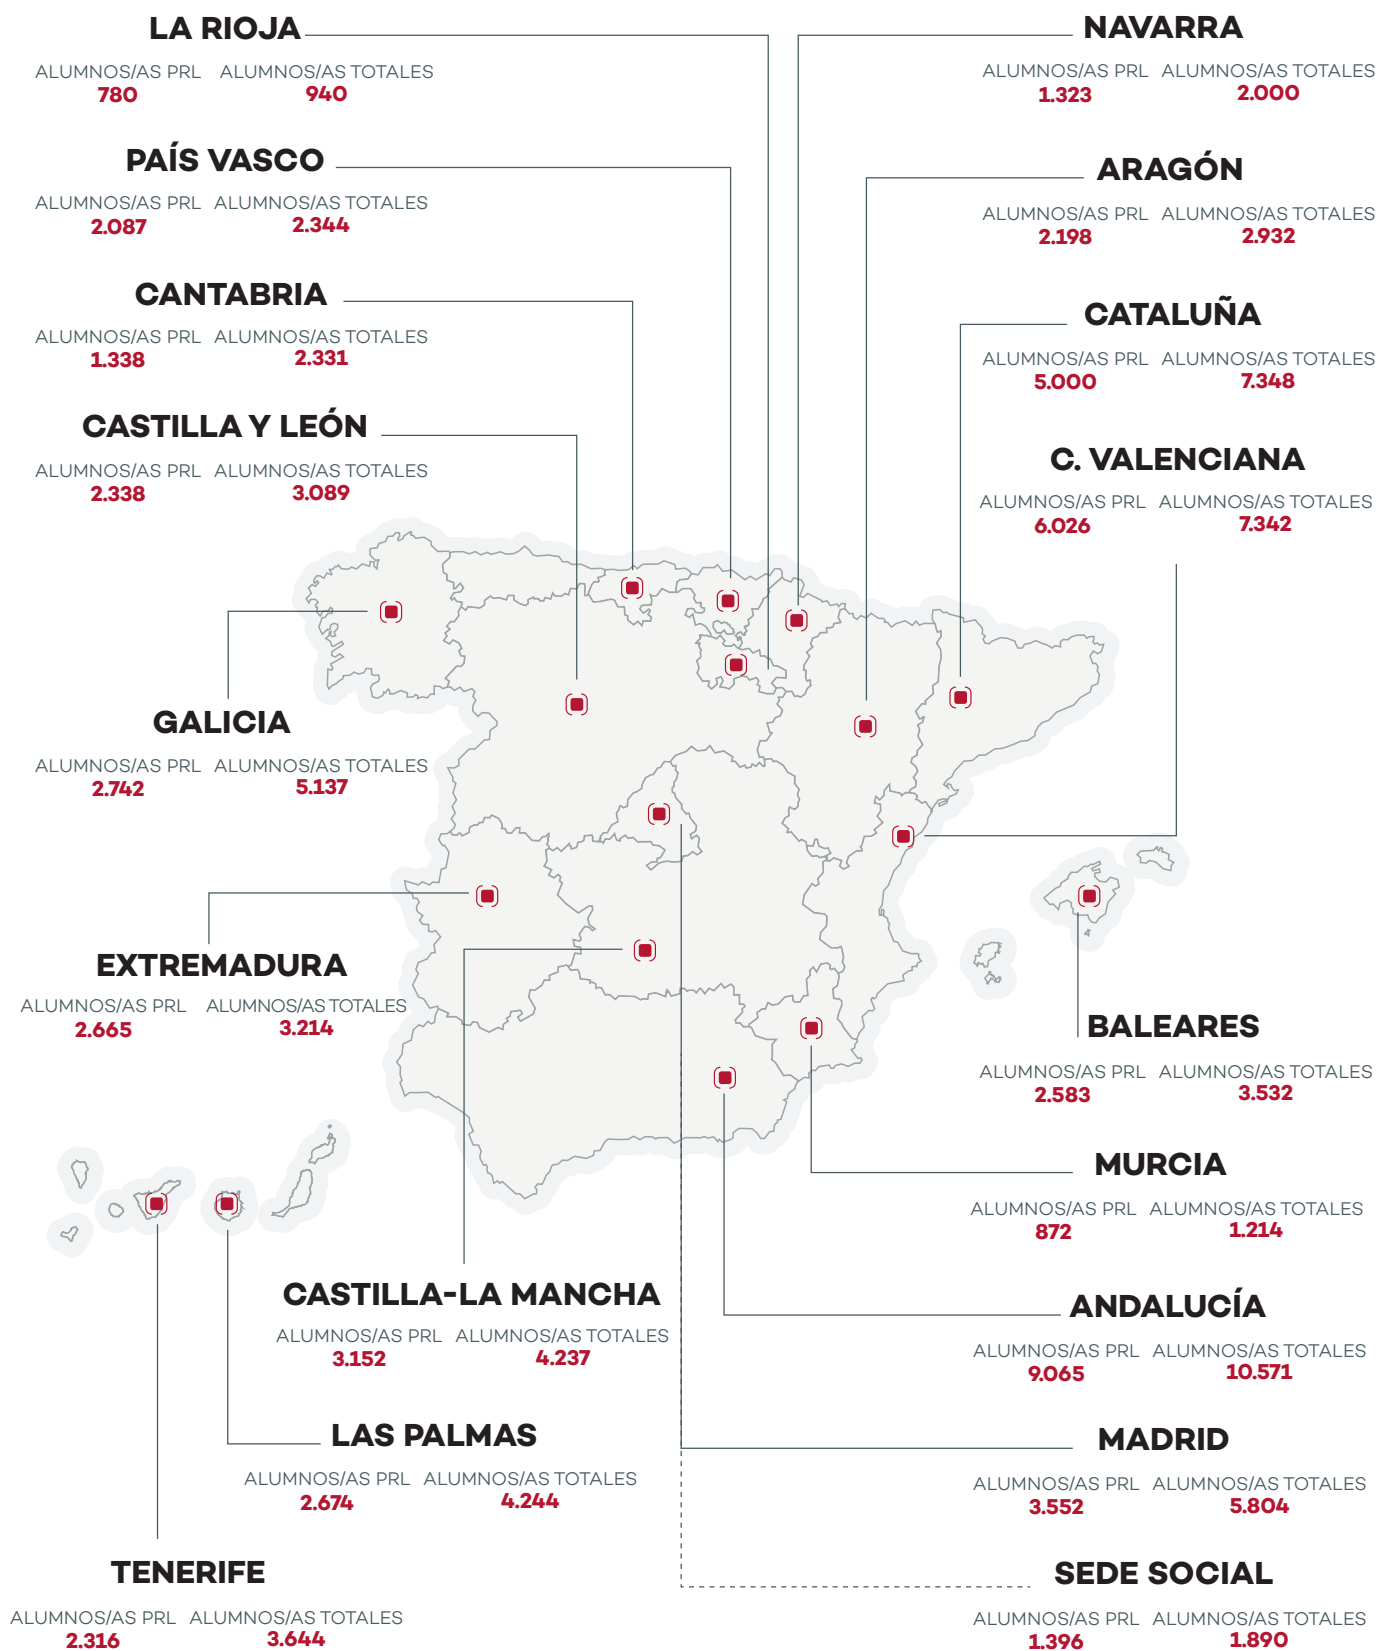 LA RIOJA
ALUMNOS/AS PRL ALUMNOS/AS TOTALES
780 940
PAÍS VASCO
ALUMNOS/AS PRL ALUMNOS/AS TOTALES
2.087 2.344
CANTABRIA
ALUMNOS/AS PRL ALUMNOS/AS TOTALES
1.338 2.331
CASTILLA Y LEÓN
ALUMNOS/AS PRL ALUMNOS/AS TOTALES
2.338 3.089
GALICIA
ALUMNOS/AS PRL ALUMNOS/AS TOTALES
2.742 5.137
EXTREMADURA
ALUMNOS/AS PRL ALUMNOS/AS TOTALES
2.665 3.214
CASTILLA-LA MANCHA
ALUMNOS/AS PRL ALUMNOS/AS TOTALES
3.152 4.237
LAS PALMAS
ALUMNOS/AS PRL ALUMNOS/AS TOTALES
2.674 4.244
TENERIFE
ALUMNOS/AS PRL ALUMNOS/AS TOTALES
2.316 3.644
NAVARRA
ALUMNOS/AS PRL ALUMNOS/AS TOTALES
1.323 2.000
ARAGÓN
ALUMNOS/AS PRL ALUMNOS/AS TOTALES
2.198 2.932
CATALUÑA
ALUMNOS/AS PRL ALUMNOS/AS TOTALES
5.000 7.348
C. VALENCIANA
ALUMNOS/AS PRL ALUMNOS/AS TOTALES
6.026 7.342
BALEARES
ALUMNOS/AS PRL ALUMNOS/AS TOTALES
2.583 3.532
MURCIA
ALUMNOS/AS PRL ALUMNOS/AS TOTALES
872 1.214
ANDALUCÍA
ALUMNOS/AS PRL ALUMNOS/AS TOTALES
9.065 10.571
MADRID
ALUMNOS/AS PRL ALUMNOS/AS TOTALES
3.552 5.804
SEDE SOCIAL
ALUMNOS/AS PRL ALUMNOS/AS TOTALES
1.396 1.890